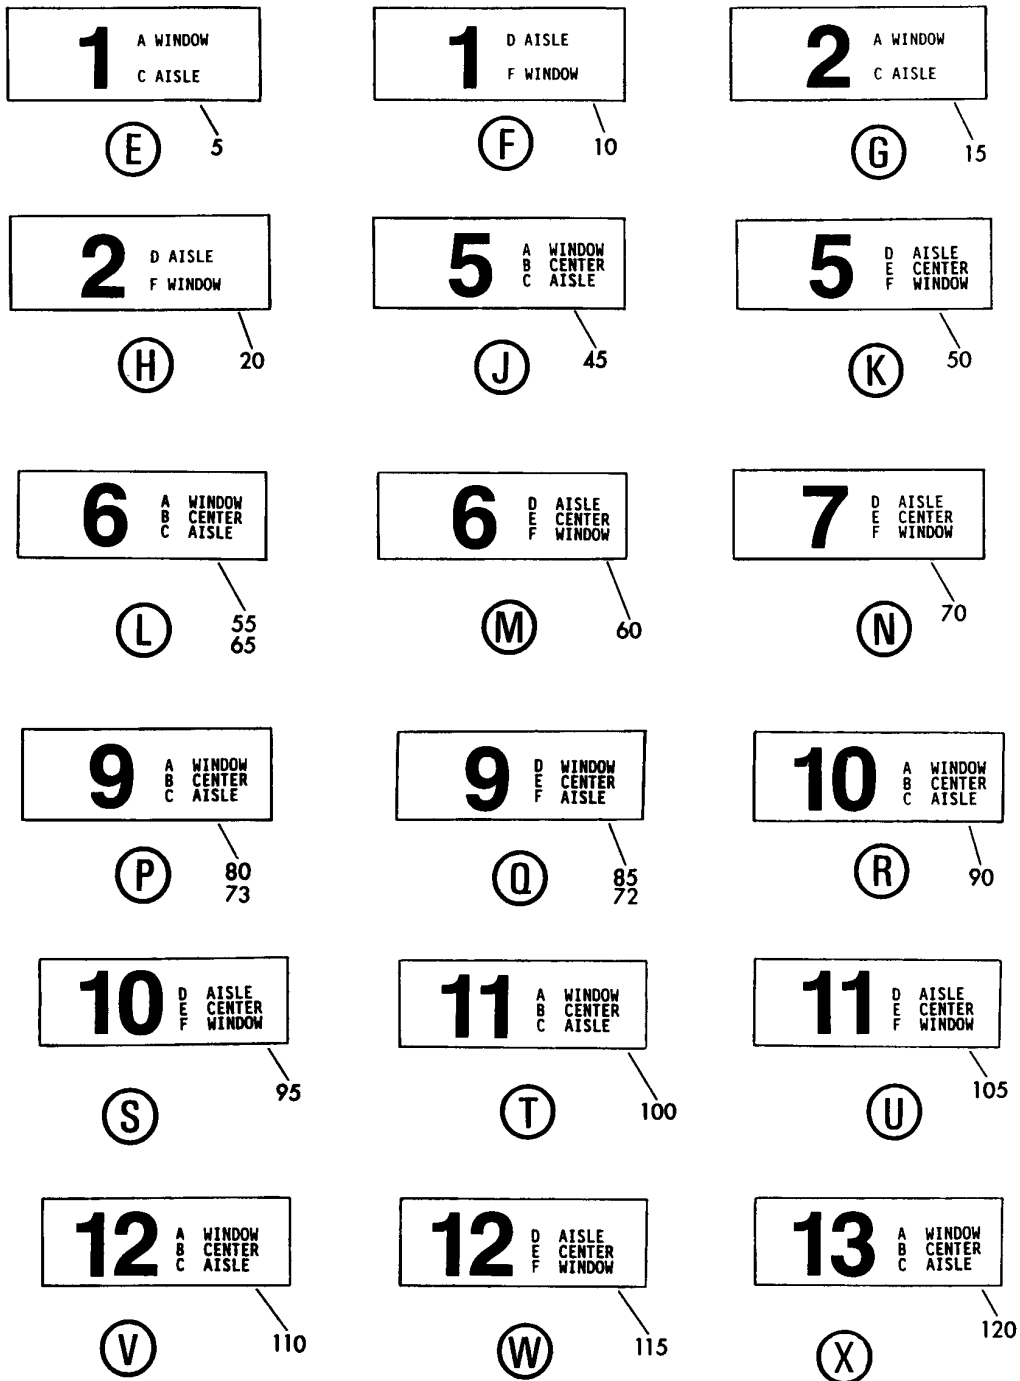 1 A WINDOW
C AISLE
5
E
1 D AISLE
F WINDOW
10
F
2 A WINDOW
C AISLE
15
G
2 D AISLE
F WINDOW
20
H
5 A WINDOW
B CENTER
C AISLE
45
J
5 D AISLE
E CENTER
F WINDOW
50
K
6 A WINDOW
B CENTER
C AISLE
55
65
L
6 D AISLE
E CENTER
F WINDOW
60
M
7 D AISLE
E CENTER
F WINDOW
70
N
9 A WINDOW
B CENTER
C AISLE
80
73
P
9 D WINDOW
E CENTER
F AISLE
85
72
Q
10 A WINDOW
B CENTER
C AISLE
90
R
10 D AISLE
E CENTER
F WINDOW
95
S
11 A WINDOW
B CENTER
C AISLE
100
T
11 D AISLE
E CENTER
F WINDOW
105
U
12 A WINDOW
B CENTER
C AISLE
110
V
12 D AISLE
E CENTER
F WINDOW
115
W
13 A WINDOW
B CENTER
C AISLE
120
X